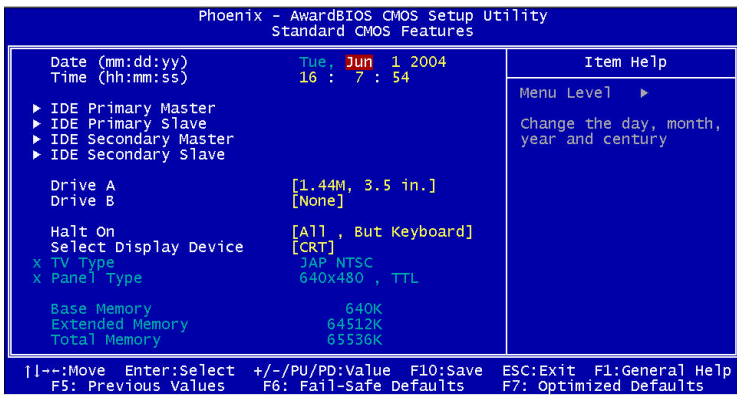 Phoenix - AwardBIOS CMOS Setup Utility
Standard CMOS Features
Date (mm:dd:yy) Tue, Jun 1 2004
Time (hh:mm:ss) 16 : 7 : 54
▶ IDE Primary Master
▶ IDE Primary Slave
▶ IDE Secondary Master
▶ IDE Secondary Slave
Drive A [1.44M, 3.5 in.]
Drive B [None]
Halt On [All , But Keyboard]
Select Display Device [CRT]
x TV Type JAP NTSC
x Panel Type 640x480 , TTL
Base Memory 640K
Extended Memory 64512K
Total Memory 65536K
Item Help
Menu Level ▶
Change the day, month,
year and century
↑↓→←:Move Enter:Select +/-/PU/PD:Value F10:Save ESC:Exit F1:General Help
F5: Previous Values F6: Fail-Safe Defaults F7: Optimized Defaults